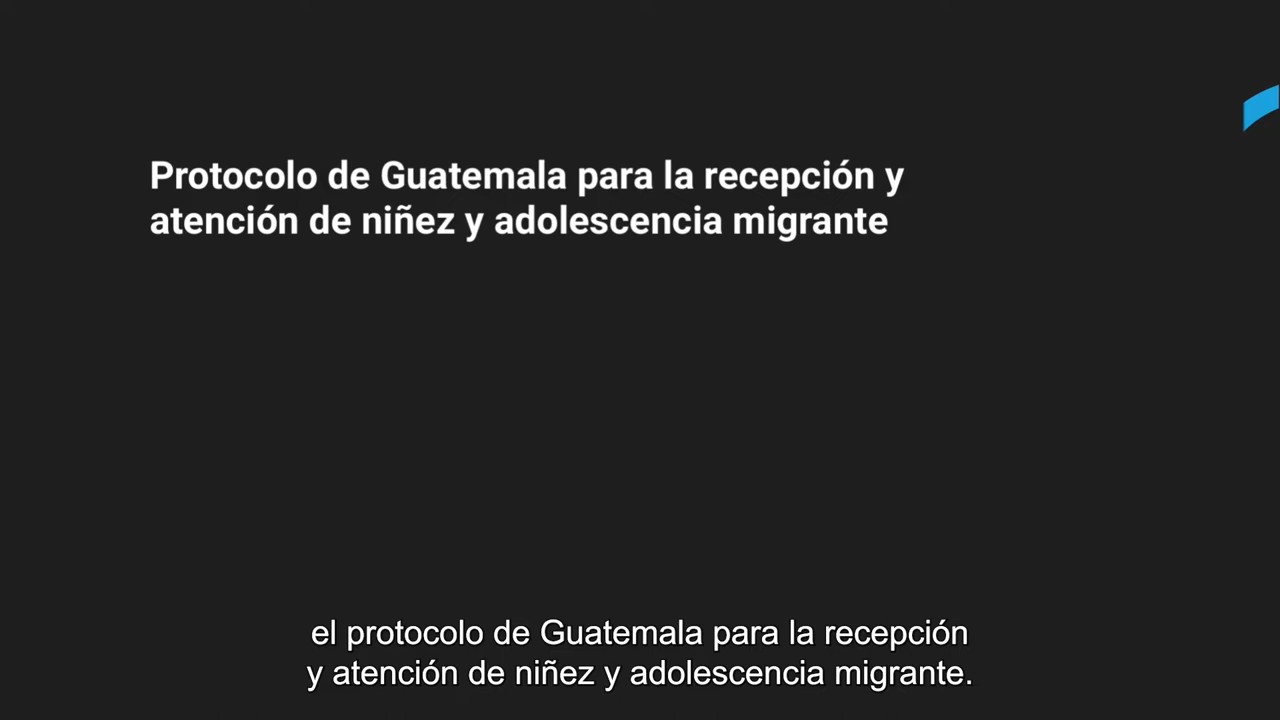 Protocolo de Guatemala para la recepción y
atención de niñez y adolescencia migrante
el protocolo de Guatemala para la recepción
y atención de niñez y adolescencia migrante.